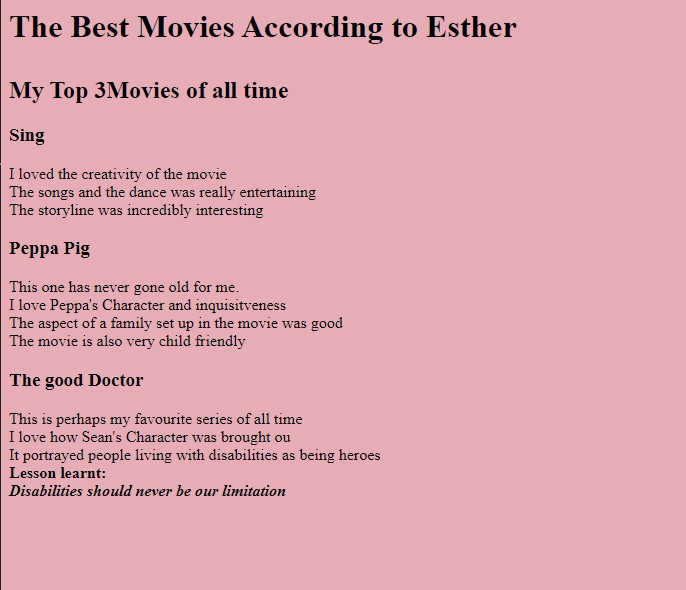 The Best Movies According to Esther
My Top 3Movies of all time
Sing
I loved the creativity of the movie
The songs and the dance was really entertaining
The storyline was incredibly interesting
Peppa Pig
This one has never gone old for me.
I love Peppa's Character and inquisitveness
The aspect of a family set up in the movie was good
The movie is also very child friendly
The good Doctor
This is perhaps my favourite series of all time
I love how Sean's Character was brought ou
It portrayed people living with disabilities as being heroes
Lesson learnt:
Disabilities should never be our limitation